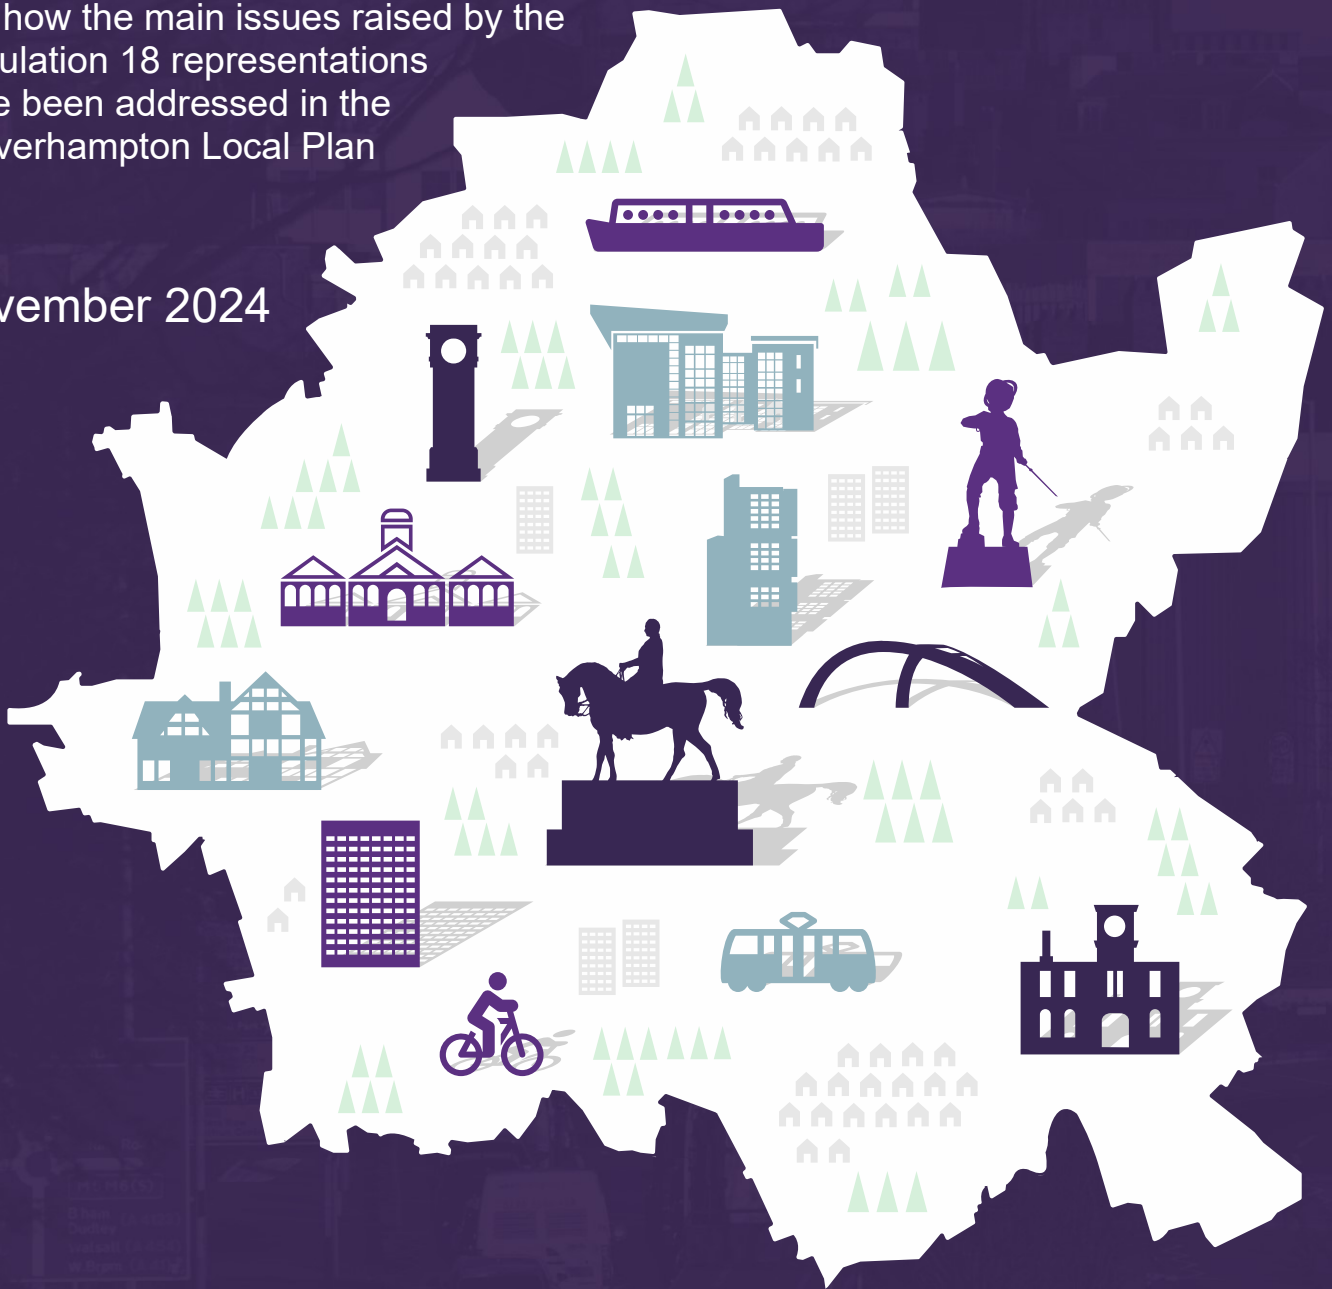 how the main issues raised by the
ulation 18 representations
e been addressed in the
verhampton Local Plan
vember 2024